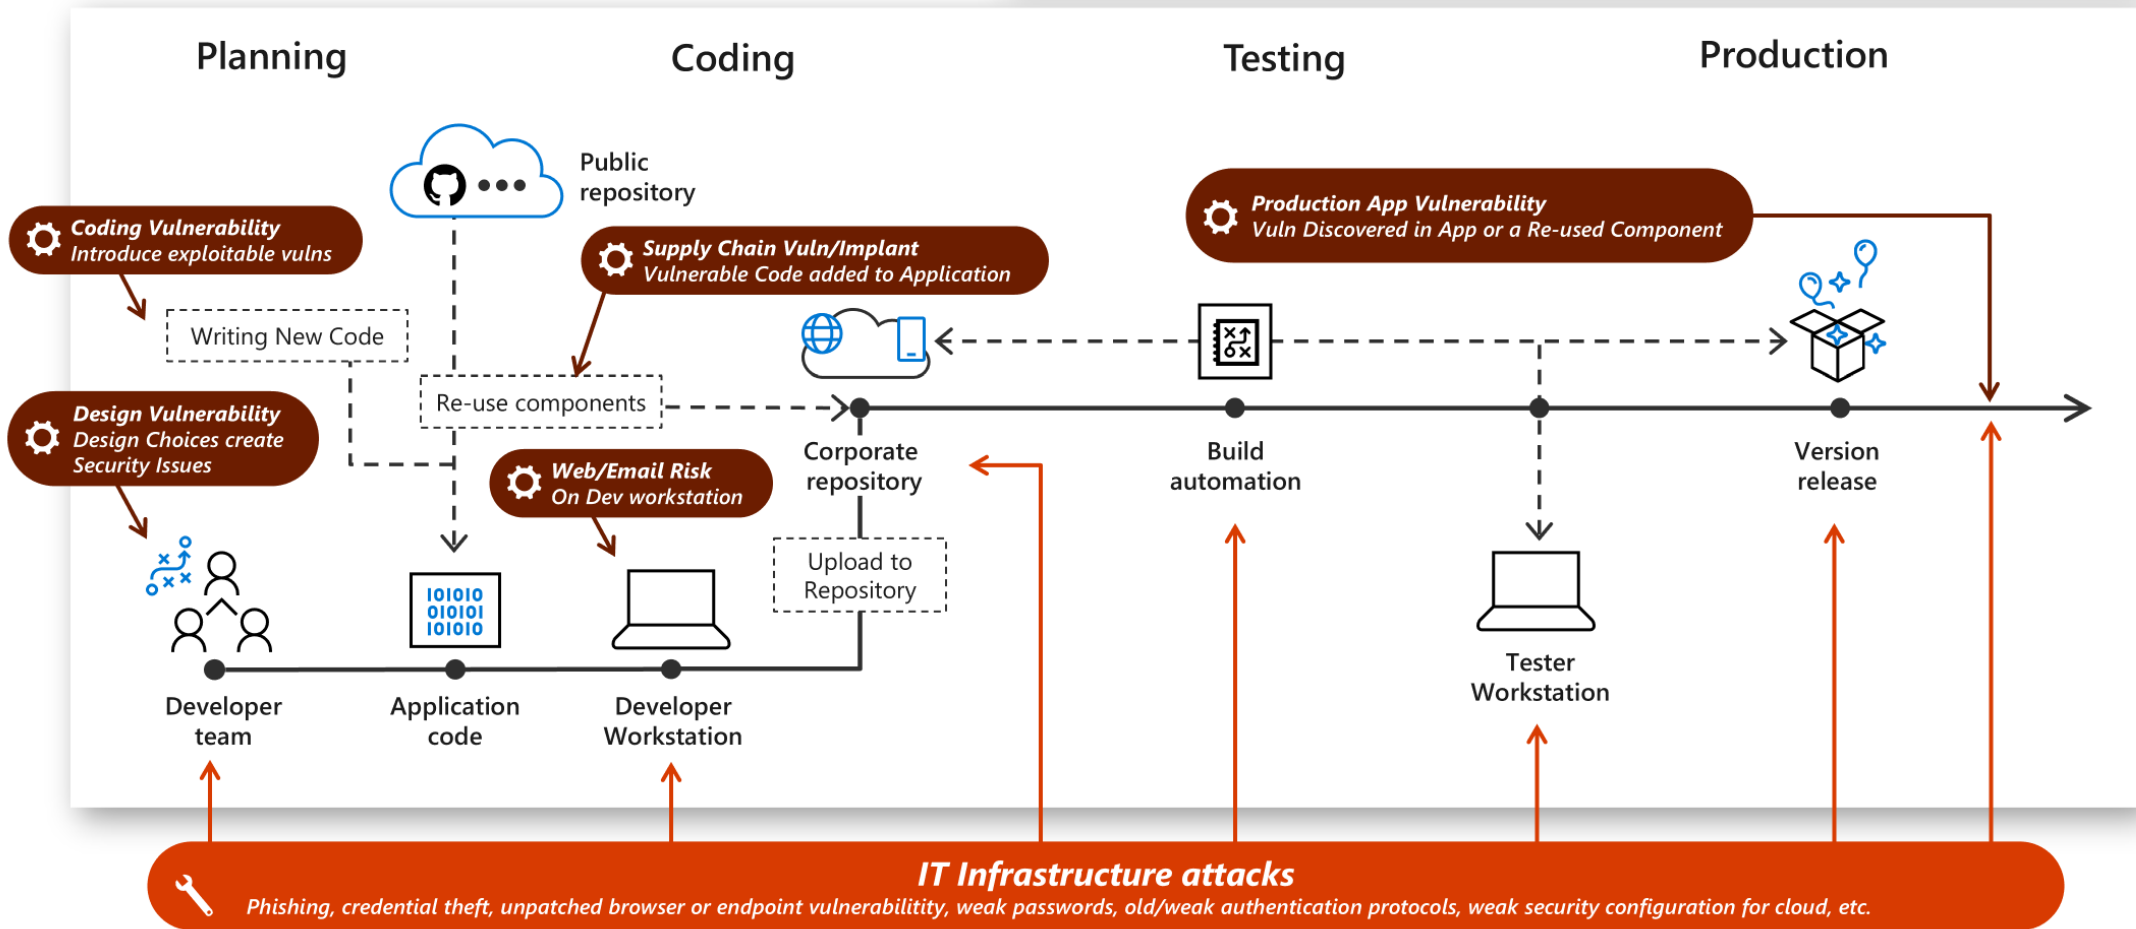 Planning
Coding
Testing
Production
Public
repository
Coding Vulnerability
Introduce exploitable vulns
Supply Chain Vuln/Implant
Vulnerable Code added to Application
Production App Vulnerability
Vuln Discovered in App or a Re-used Component
Writing New Code
Re-use components
Design Vulnerability
Design Choices create
Security Issues
Web/Email Risk
On Dev workstation
Corporate
repository
Build
automation
Version
release
Upload to
Repository
101010
010101
101010
Developer
team
Application
code
Developer
Workstation
Tester
Workstation
IT Infrastructure attacks
Phishing, credential theft, unpatched browser or endpoint vulnerabilitity, weak passwords, old/weak authentication protocols, weak security configuration for cloud, etc.